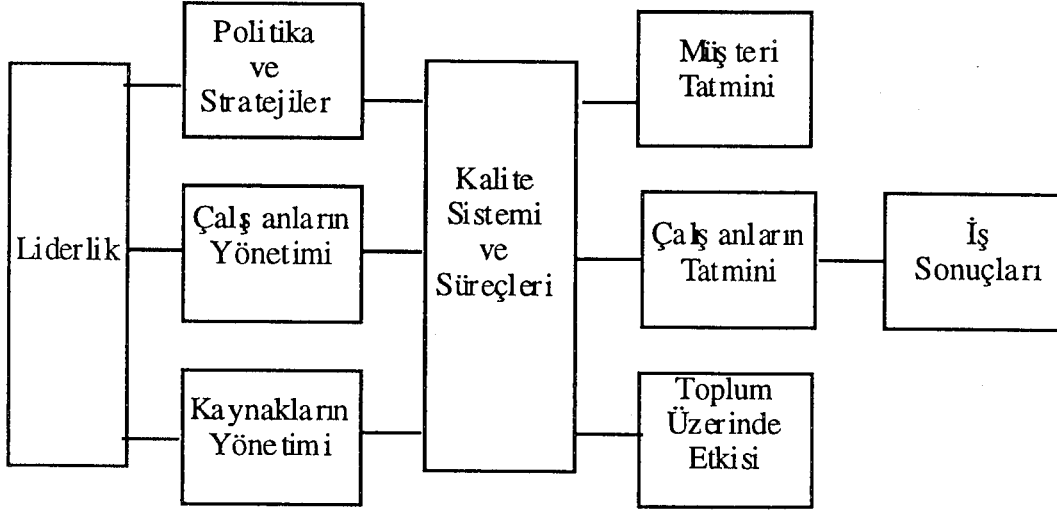 Liderlik
Politika
ve
Stratejiler
Çalışanların
Yönetimi
Kaynakların
Yönetimi
Kalite
Sistemi
ve
Süreçleri
Müşteri
Tatmini
Çalışanların
Tatmini
Toplum
Üzerinde
Etkisi
İş
Sonuçları